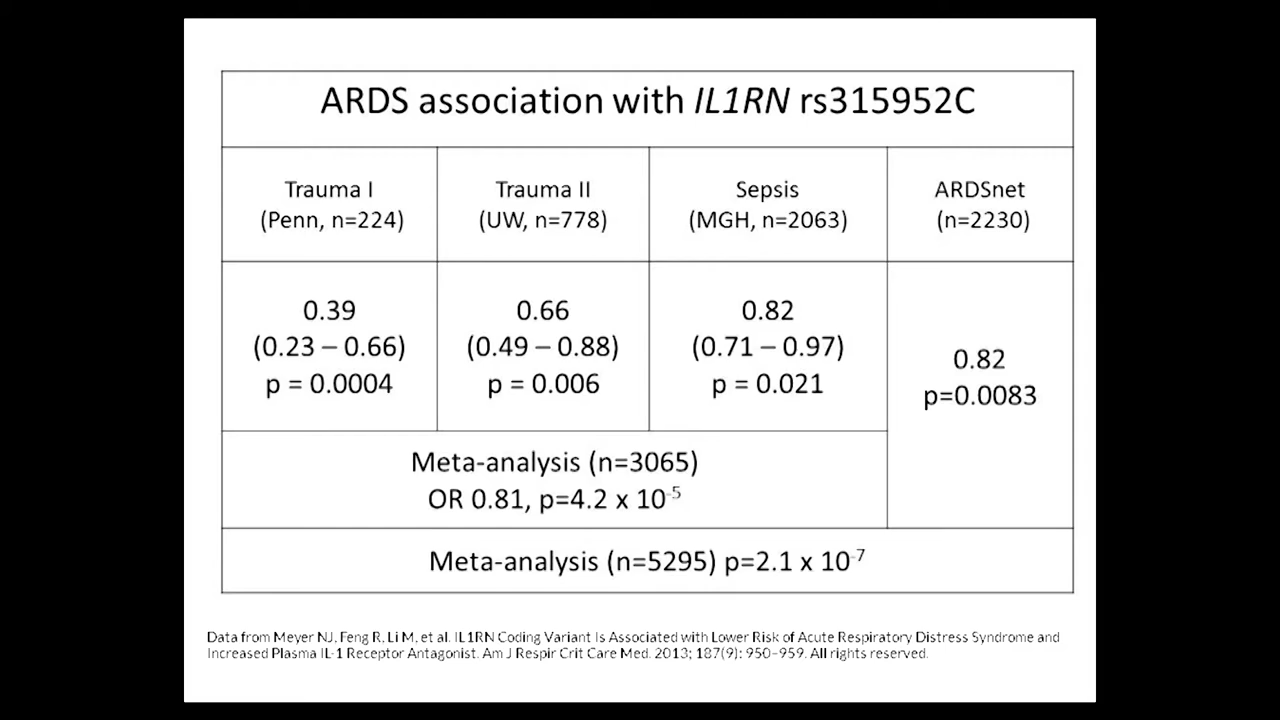 ARDS association with IL1RN rs315952C
Trauma I
(Penn, n=224)
Trauma II
(UW, n=778)
Sepsis
(MGH, n=2063)
ARDSnet
(n=2230)
0.39
(0.23 – 0.66)
p = 0.0004
0.66
(0.49 – 0.88)
p = 0.006
0.82
(0.71 – 0.97)
p = 0.021
0.82
p=0.0083
Meta-analysis (n=3065)
OR 0.81, p=4.2 x 10-5
Meta-analysis (n=5295) p=2.1 x 10-7
Data from Meyer NJ, Feng R, Li M, et al. IL1RN Coding Variant Is Associated with Lower Risk of Acute Respiratory Distress Syndrome and
Increased Plasma IL-1 Receptor Antagonist. Am J Respir Crit Care Med. 2013; 187(9): 950–959. All rights reserved.